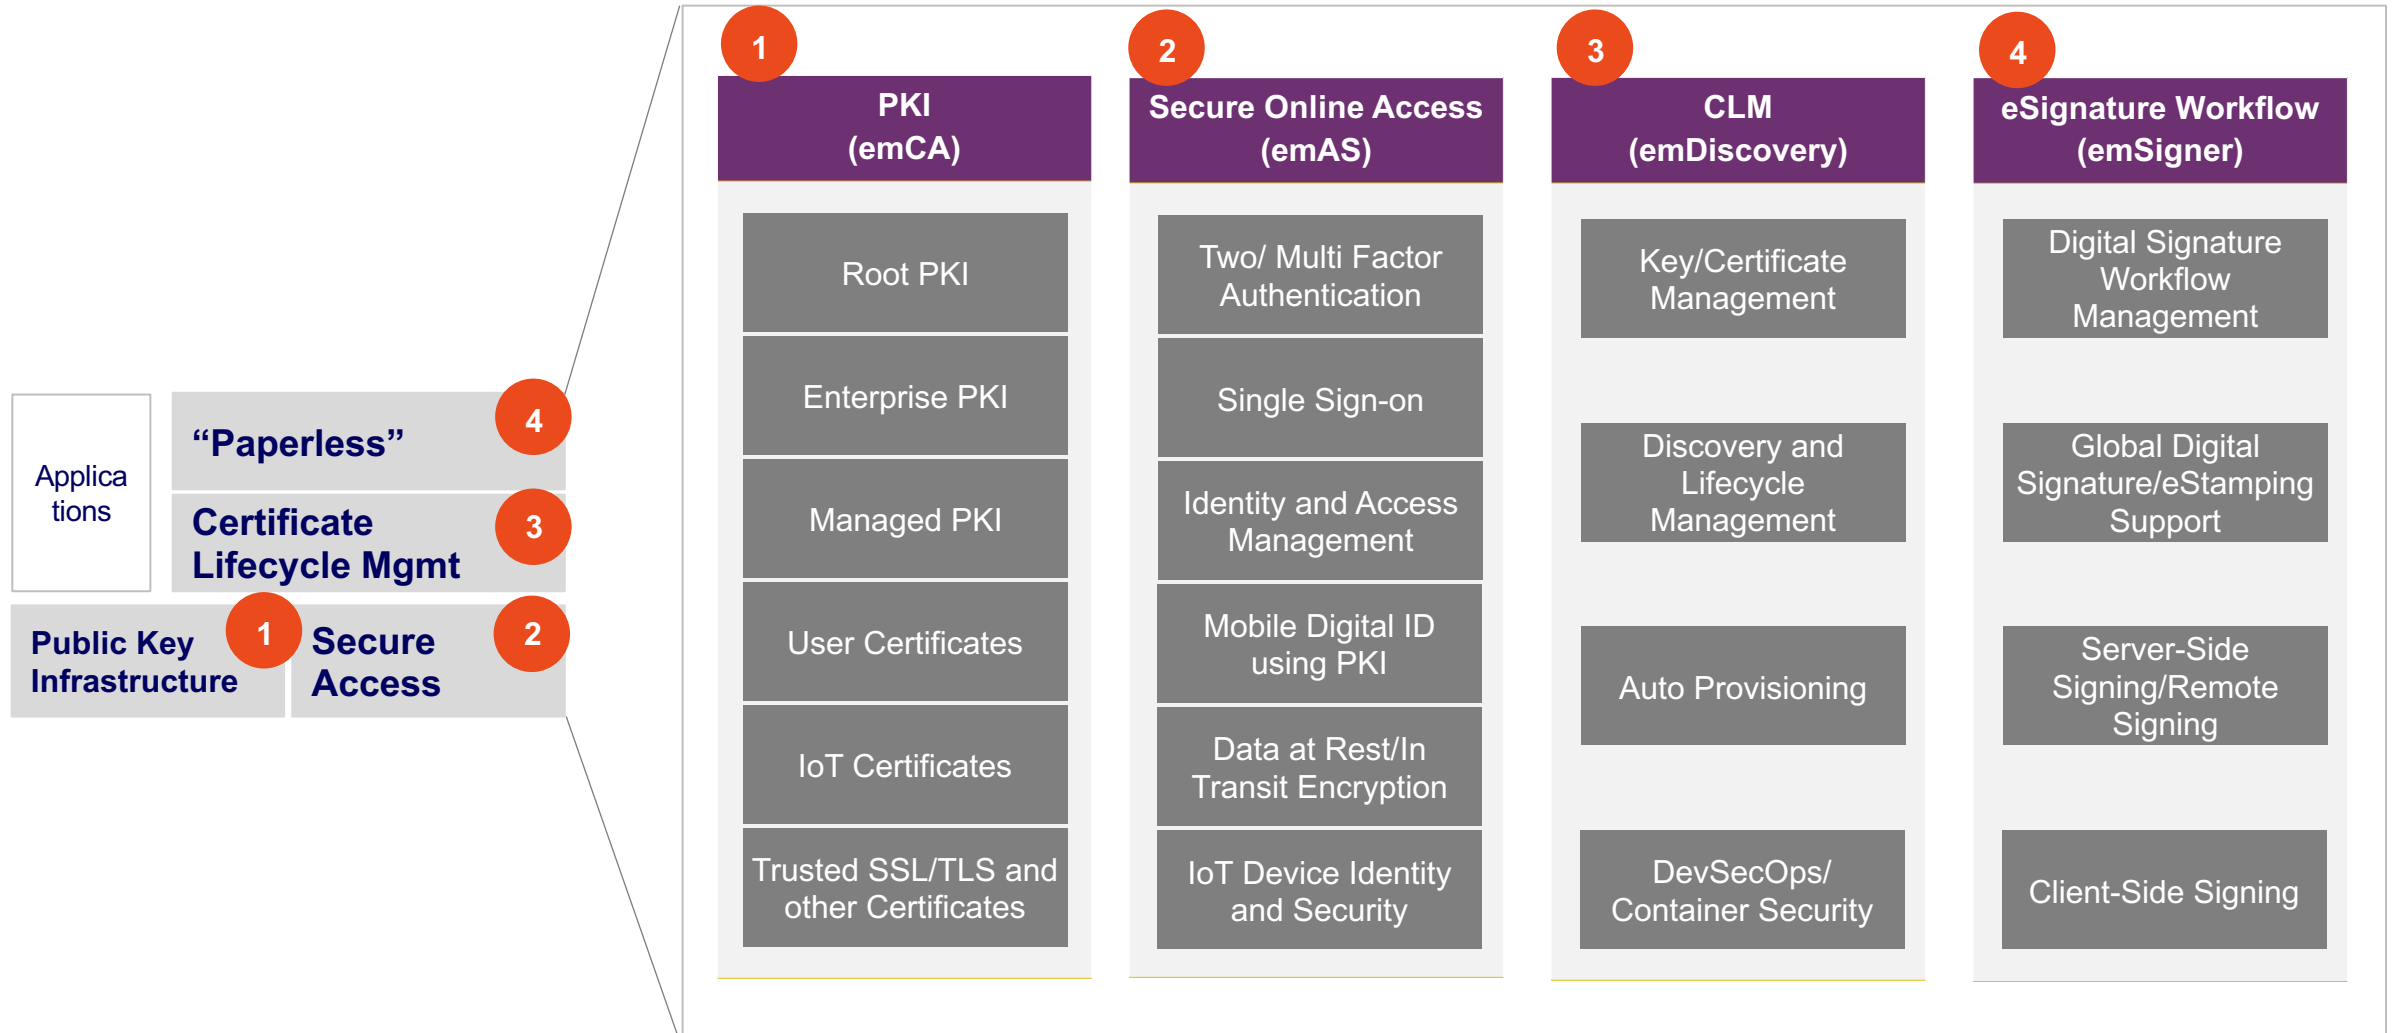 Applica
tions
“Paperless”
4
Certificate
Lifecycle Mgmt
3
Public Key
Infrastructure
1
Secure
Access
2
1
PKI
(emCA)
Root PKI
Enterprise PKI
Managed PKI
User Certificates
IoT Certificates
Trusted SSL/TLS and
other Certificates
2
Secure Online Access
(emAS)
Two/ Multi Factor
Authentication
Single Sign-on
Identity and Access
Management
Mobile Digital ID
using PKI
Data at Rest/In
Transit Encryption
IoT Device Identity
and Security
3
CLM
(emDiscovery)
Key/Certificate
Management
Discovery and
Lifecycle
Management
Auto Provisioning
DevSecOps/
Container Security
4
eSignature Workflow
(emSigner)
Digital Signature
Workflow
Management
Global Digital
Signature/eStamping
Support
Server-Side
Signing/Remote
Signing
Client-Side Signing